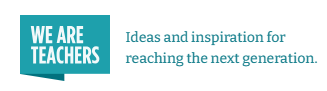 WE ARE
TEACHERS
Ideas and inspiration for
reaching the next generation.